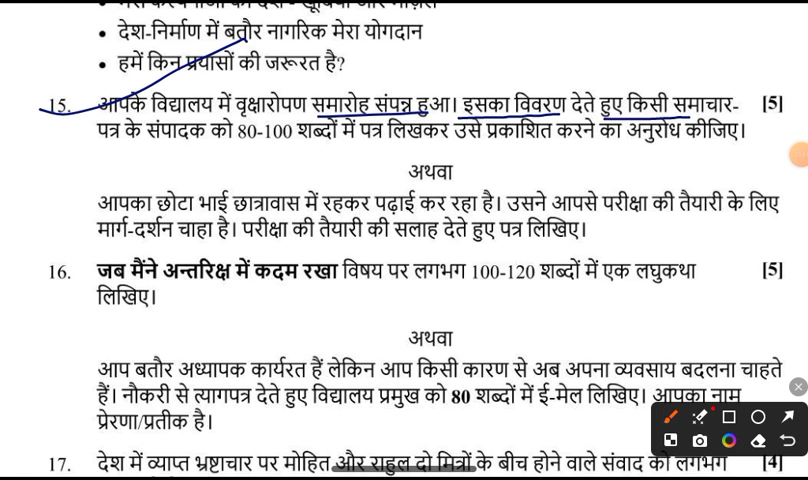 • देश-निर्माण में बतौर नागरिक मेरा योगदान
• हमें किन प्रयासों की जरूरत है?
15. आपके विद्यालय में वृक्षारोपण समारोह संपन्न हुआ। इसका विवरण देते हुए किसी समाचार- [5]
पत्र के संपादक को 80-100 शब्दों में पत्र लिखकर उसे प्रकाशित करने का अनुरोध कीजिए।
अथवा
आपका छोटा भाई छात्रावास में रहकर पढ़ाई कर रहा है। उसने आपसे परीक्षा की तैयारी के लिए
मार्ग-दर्शन चाहा है। परीक्षा की तैयारी की सलाह देते हुए पत्र लिखिए।
16. जब मैंने अन्तरिक्ष में कदम रखा विषय पर लगभग 100-120 शब्दों में एक लघुकथा [5]
लिखिए।
अथवा
आप बतौर अध्यापक कार्यरत हैं लेकिन आप किसी कारण से अब अपना व्यवसाय बदलना चाहते
हैं। नौकरी से त्यागपत्र देते हुए विद्यालय प्रमुख को 80 शब्दों में ई-मेल लिखिए। आपका नाम
प्रेरणा/प्रतीक है।
17. देश में व्याप्त भ्रष्टाचार पर मोहित और राहुल दो मित्रों के बीच होने वाले संवाद को लगभग [4]